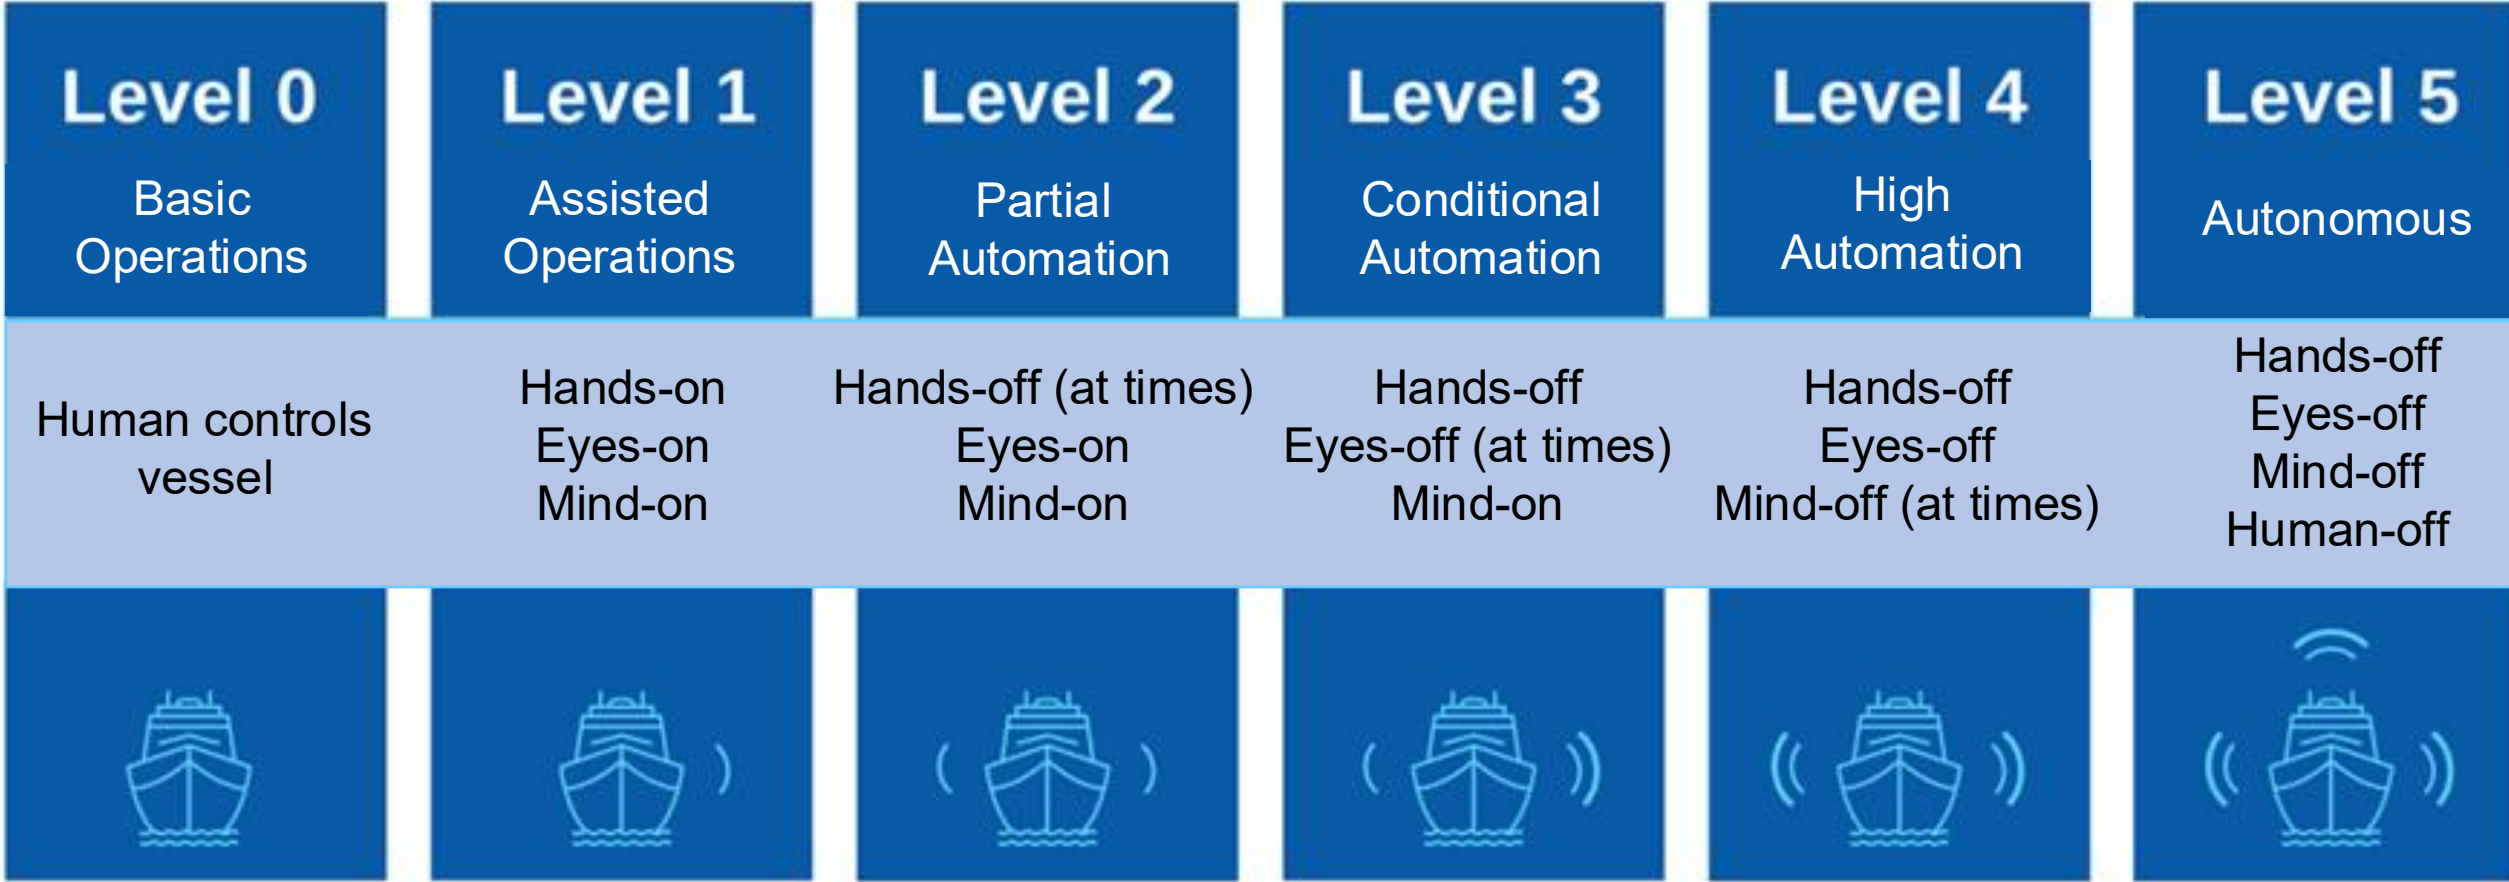 Level 0
Basic
Operations
Level 1
Assisted
Operations
Level 2
Partial
Automation
Level 3
Conditional
Automation
Level 4
High
Automation
Level 5
Autonomous
Human controls
vessel
Hands-on
Eyes-on
Mind-on
Hands-off (at times)
Eyes-on
Mind-on
Hands-off
Eyes-off (at times)
Mind-on
Hands-off
Eyes-off
Mind-off (at times)
Hands-off
Eyes-off
Mind-off
Human-off